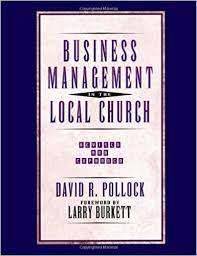 BUSINESS
MANAGEMENT
IN THE
LOCAL CHURCH
REVISED AND
EXPANDED
DAVID R. POLLOCK
FOREWORD BY
LARRY BURKETT